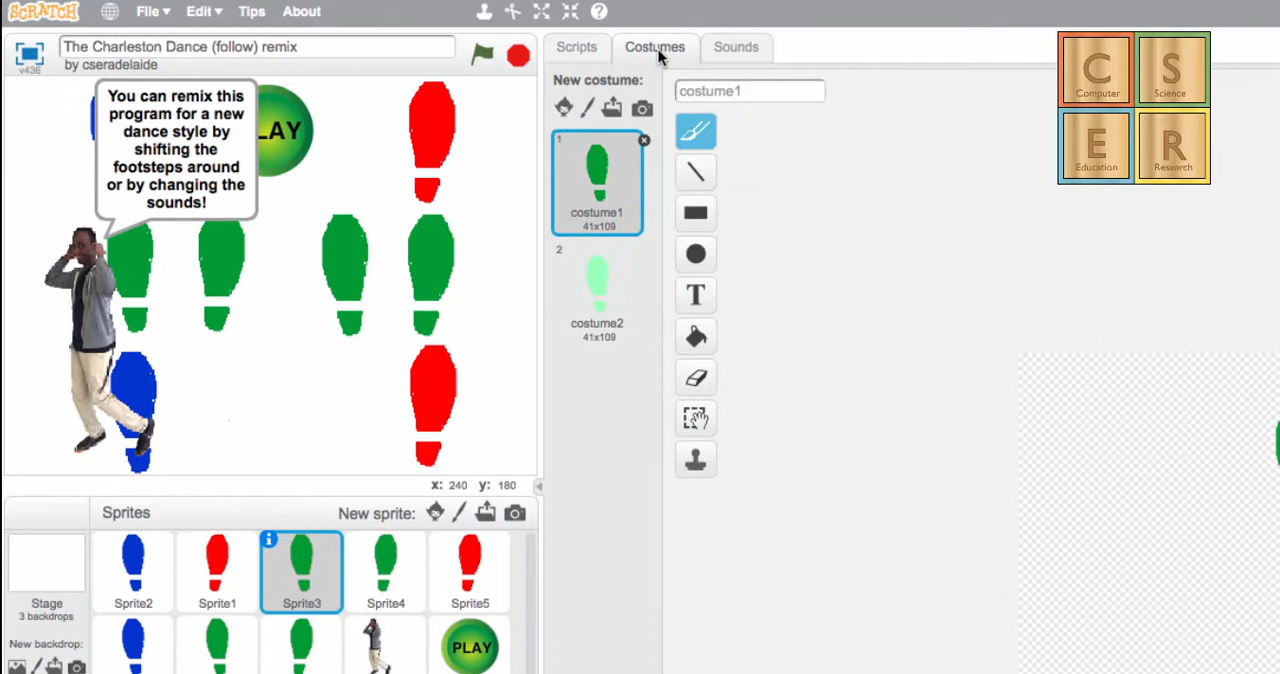 SCRATCH File Edit Tips About
The Charleston Dance (follow) remix
by cseradelaide
v436
You can remix this
program for a new
dance style by
shifting the
footsteps around
or by changing the
sounds!
PLAY
x: 240 y: 180
Sprites New sprite:
Stage
3 backdrops
New backdrop:
Sprite2 Sprite1 Sprite3 Sprite4 Sprite5
PLAY
Scripts Costumes Sounds
New costume:
costume1
1
costume1
41x109
2
costume2
41x109
T
C S
Computer Science
E R
Education Research